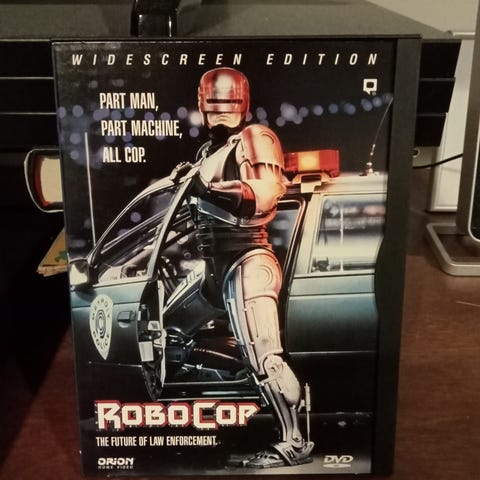 WIDESCREEN EDITION
PART MAN,
PART MACHINE,
ALL COP.
ROBOCOP
THE FUTURE OF LAW ENFORCEMENT.
ORION
HOME VIDEO
DVD